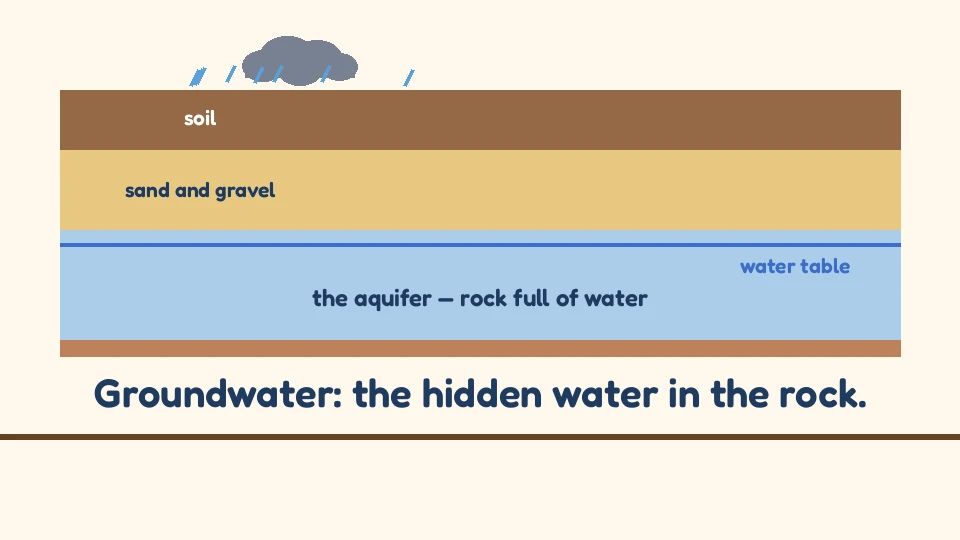 soil
sand and gravel
water table
the aquifer — rock full of water
Groundwater: the hidden water in the rock.